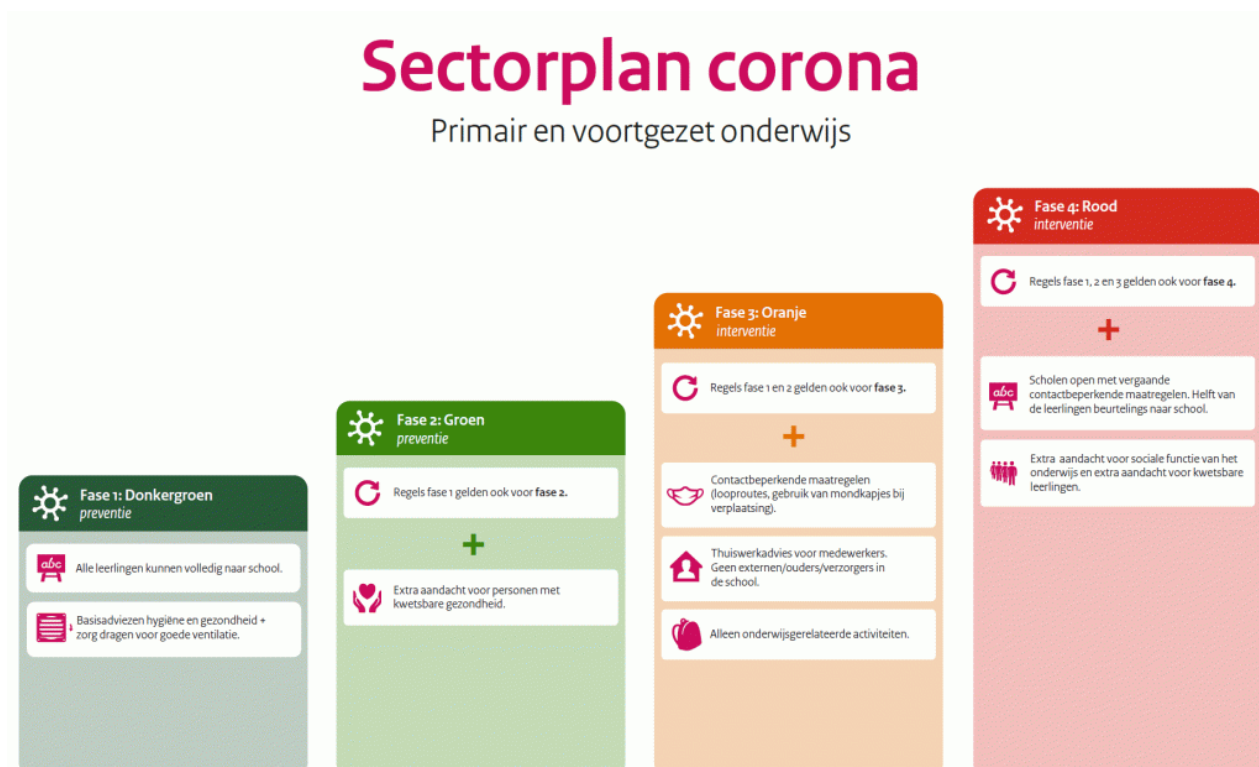 Sectorplan corona
Primair en voortgezet onderwijs
Fase 1: Donkergroen
preventie
abc
Alle leerlingen kunnen volledig naar school.
Basisadviezen hygiëne en gezondheid +
zorg dragen voor goede ventilatie.
Fase 2: Groen
preventie
Regels fase 1 gelden ook voor fase 2.
+
Extra aandacht voor personen met
kwetsbare gezondheid.
Fase 3: Oranje
interventie
Regels fase 1 en 2 gelden ook voor fase 3.
+
Contactbeperkende maatregelen
(looproutes, gebruik van mondkapjes bij
verplaatsing).
Thuiswerkadvies voor medewerkers.
Geen externen/ouders/verzorgers in
de school.
Alleen onderwijsgerelateerde activiteiten.
Fase 4: Rood
interventie
Regels fase 1, 2 en 3 gelden ook voor fase 4.
+
abc
Scholen open met vergaande
contactbeperkende maatregelen. Helft van
de leerlingen beurtelings naar school.
Extra aandacht voor sociale functie van het
onderwijs en extra aandacht voor kwetsbare
leerlingen.